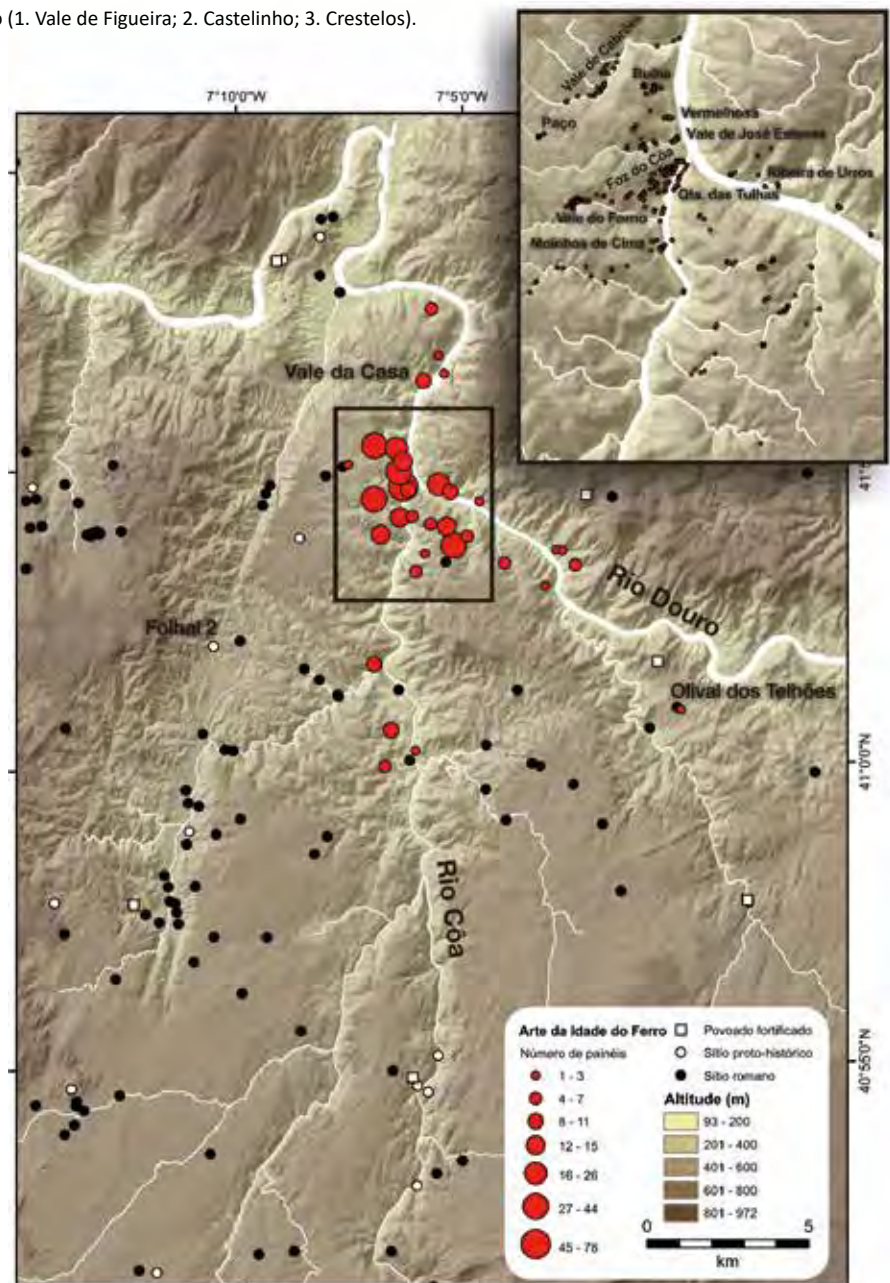 o (1. Vale de Figueira; 2. Castelinho; 3. Crestelos).
7°10'0"W
7°5'0"W
Vale de Cabrões
Bulha
Vermelhosa
Paço
Vale de José Esteves
Foz do Côa
Ribeira de Urros
Qta. das Tulhas
Vale do Forno
Moinhos de Cima
Vale da Casa
Rio Douro
Folhal 2
Olival dos Telhões
41°0'0"N
Rio Côa
40°55'0"N
Arte da Idade do Ferro
Número de painéis
1 - 3
4 - 7
8 - 11
12 - 15
16 - 26
27 - 44
45 - 78
Povoado fortificado
Sítio proto-histórico
Sítio romano
Altitude (m)
93 - 200
201 - 400
401 - 600
601 - 800
801 - 972
0
5
km